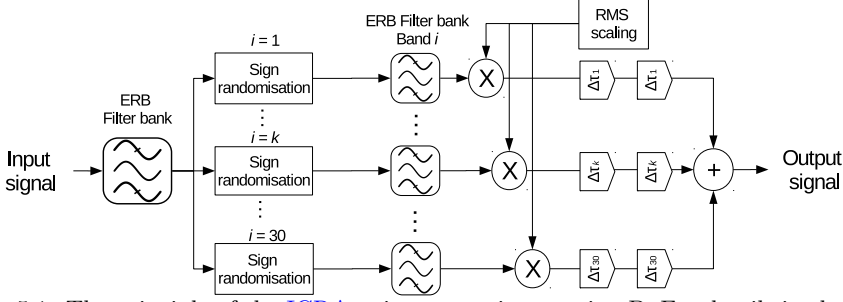 RMS
scaling
ERB Filter bank
Band i
i = 1
Sign
randomisation
X
Δτ1
Δτ1
ERB
Filter bank
Input
signal
i = k
Sign
randomisation
X
Δτk
Δτk
+
Output
signal
i = 30
Sign
randomisation
X
Δτ30
Δτ30